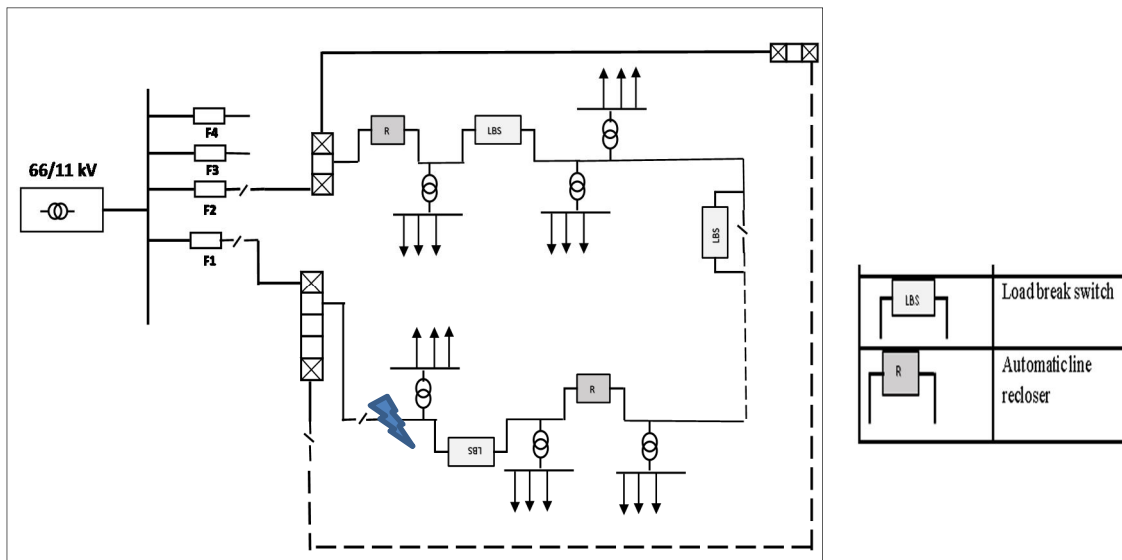 F4
F3
66/11 kV
F2
F1
R
LBS
LBS
LBS
R
LBS
Load break switch
R
Automatic line
recloser